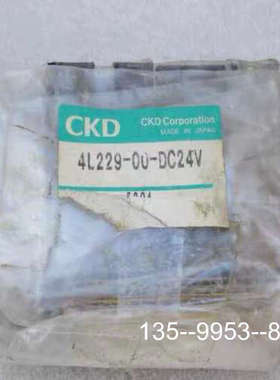 CKD
CKD Corporation
MADE IN JAPAN
4L229-00-DC24V
135--9953--8